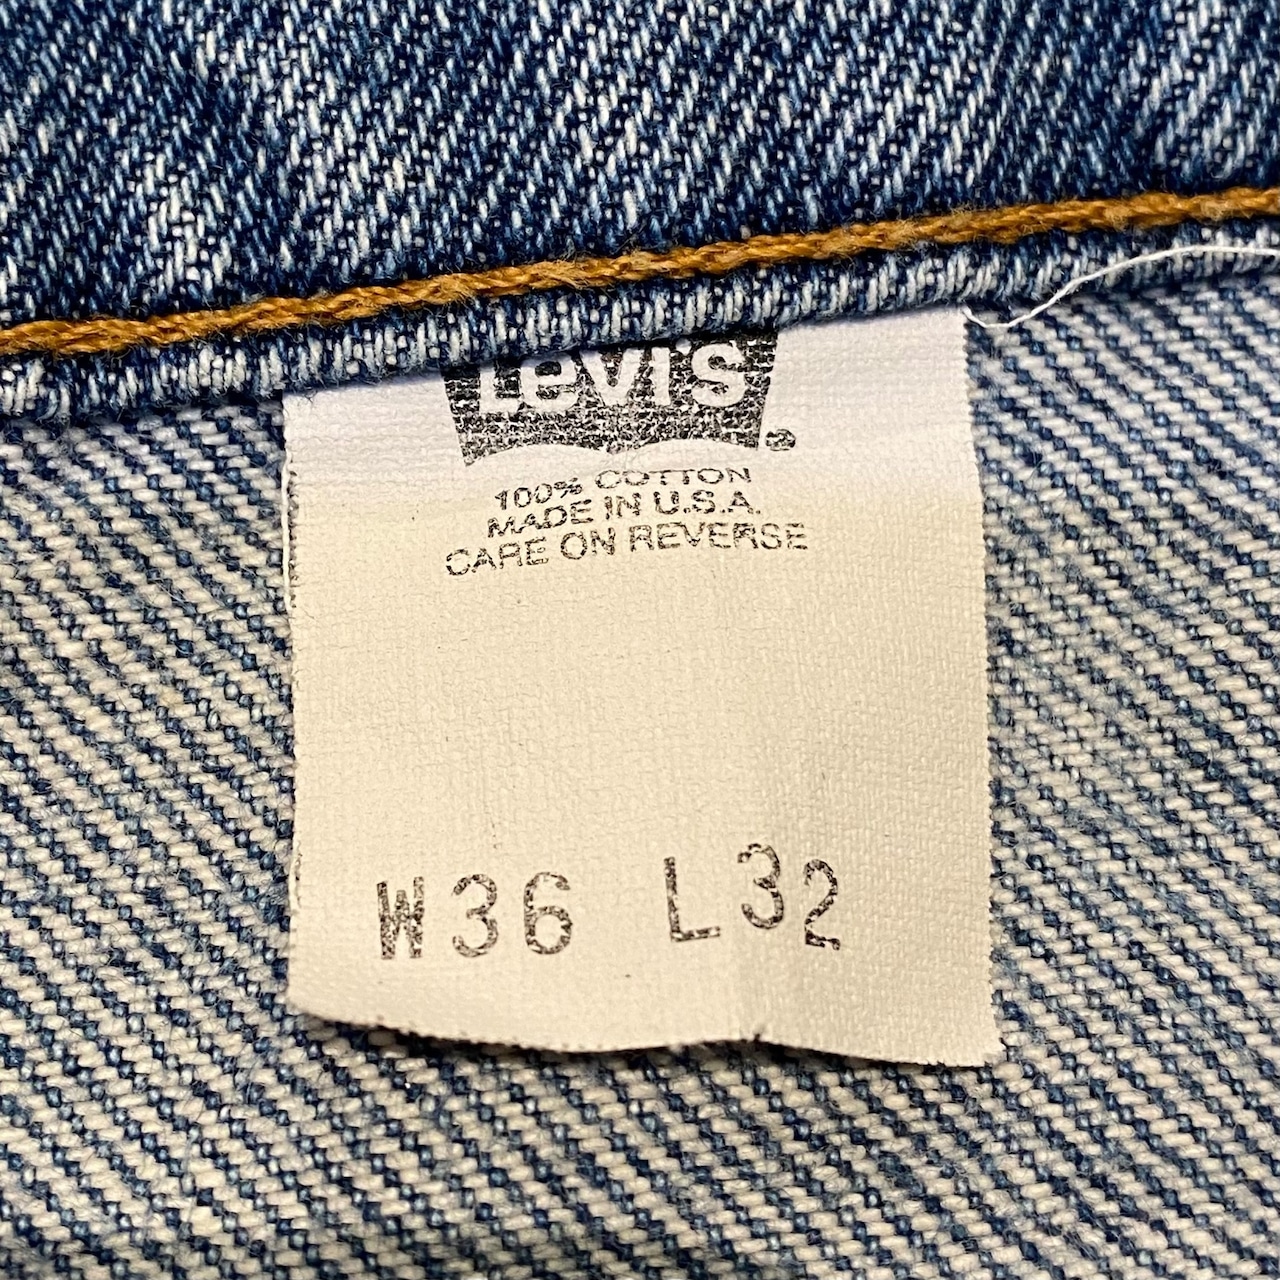 Levi's
100% COTTON
MADE IN U.S.A.
CARE ON REVERSE
W36 L32